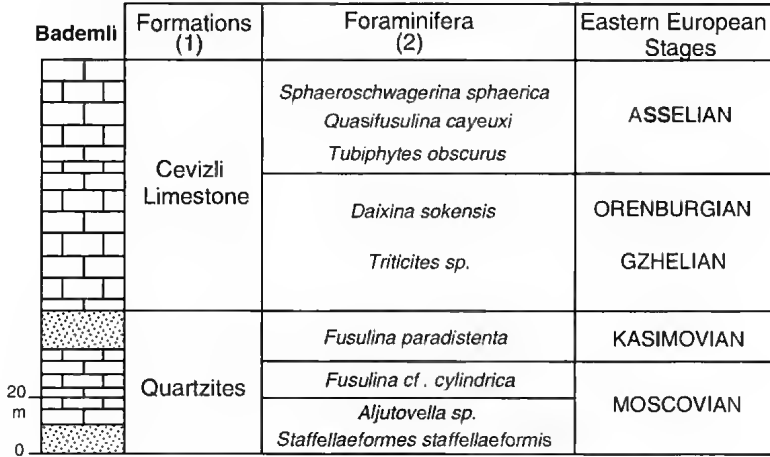 Bademli
Formations
(1)
Foraminifera
(2)
Eastern European
Stages
Cevizli
Limestone
Sphaeroschwagerina sphaerica
Quasifusulina cayeuxi
Tubiphytes obscurus
ASSELIAN
Daixina sokensis
ORENBURGIAN
Triticites sp.
GZHELIAN
Quartzites
Fusulina paradistenta
KASIMOVIAN
Fusulina cf. cylindrica
MOSCOVIAN
Aljutovella sp.
Staffellaeformes staffellaeformis
20
m
0